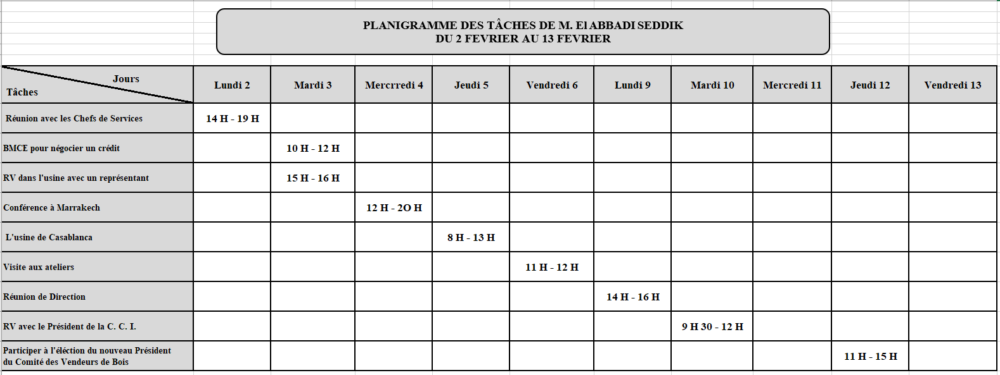 PLANIGRAMME DES TÂCHES DE M. El ABBADI SEDDIK
DU 2 FEVRIER AU 13 FEVRIER
Jours
Tâches
Lundi 2 Mardi 3 Mercrredi 4 Jeudi 5 Vendredi 6 Lundi 9 Mardi 10 Mercredi 11 Jeudi 12 Vendredi 13
Réunion avec les Chefs de Services 14 H - 19 H
BMCE pour négocier un crédit 10 H - 12 H
RV dans l'usine avec un représentant 15 H - 16 H
Conférence à Marrakech 12 H - 2O H
L'usine de Casablanca 8 H - 13 H
Visite aux ateliers 11 H - 12 H
Réunion de Direction 14 H - 16 H
RV avec le Président de la C. C. I. 9 H 30 - 12 H
Participer à l'éléction du nouveau Président
du Comité des Vendeurs de Bois 11 H - 15 H